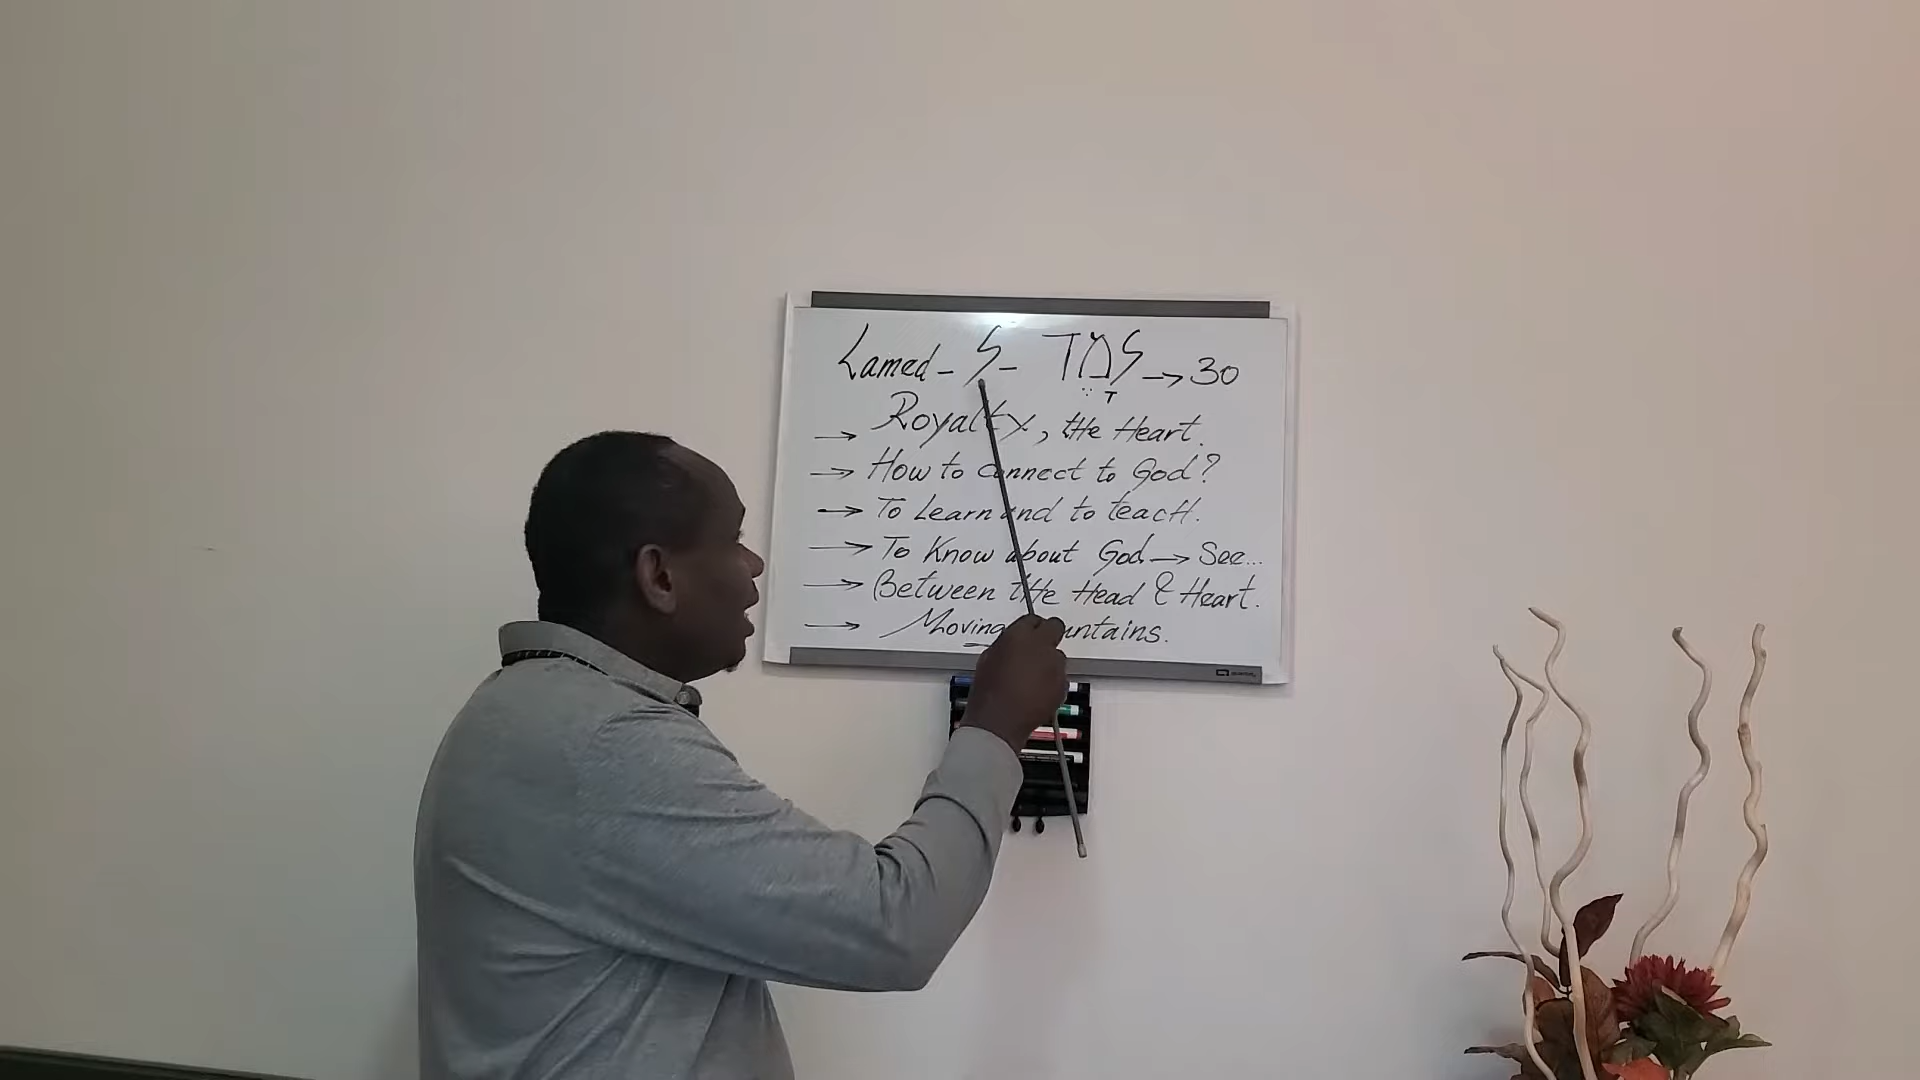 Lamed - ל - לָמֶד → 30
→ Royalty, the Heart.
→ How to connect to God?
→ To Learn and to teach.
→ To Know about God → See...
→ Between the Head & Heart.
→ Moving Mountains.